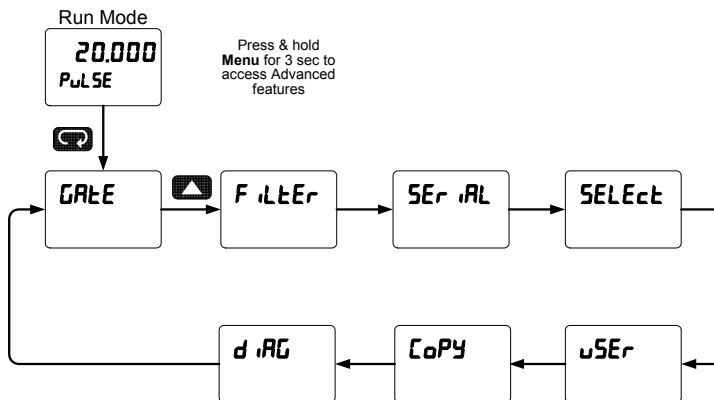 Run Mode
20.000
PuLSE
Press & hold
Menu for 3 sec to
access Advanced
features
GAtE
FiLtEr
SEriAL
SELEct
diAG
CoPY
uSEr